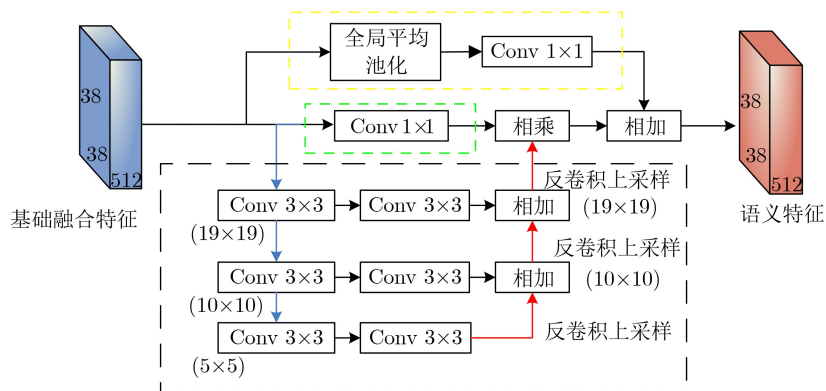 全局平均
池化
Conv 1×1
38
38
512
基础融合特征
Conv 1×1
相乘
相加
38
38
512
语义特征
反卷积上采样
(19×19)
Conv 3×3
Conv 3×3
相加
(19×19)
反卷积上采样
(10×10)
Conv 3×3
Conv 3×3
相加
(10×10)
反卷积上采样
Conv 3×3
Conv 3×3
(5×5)